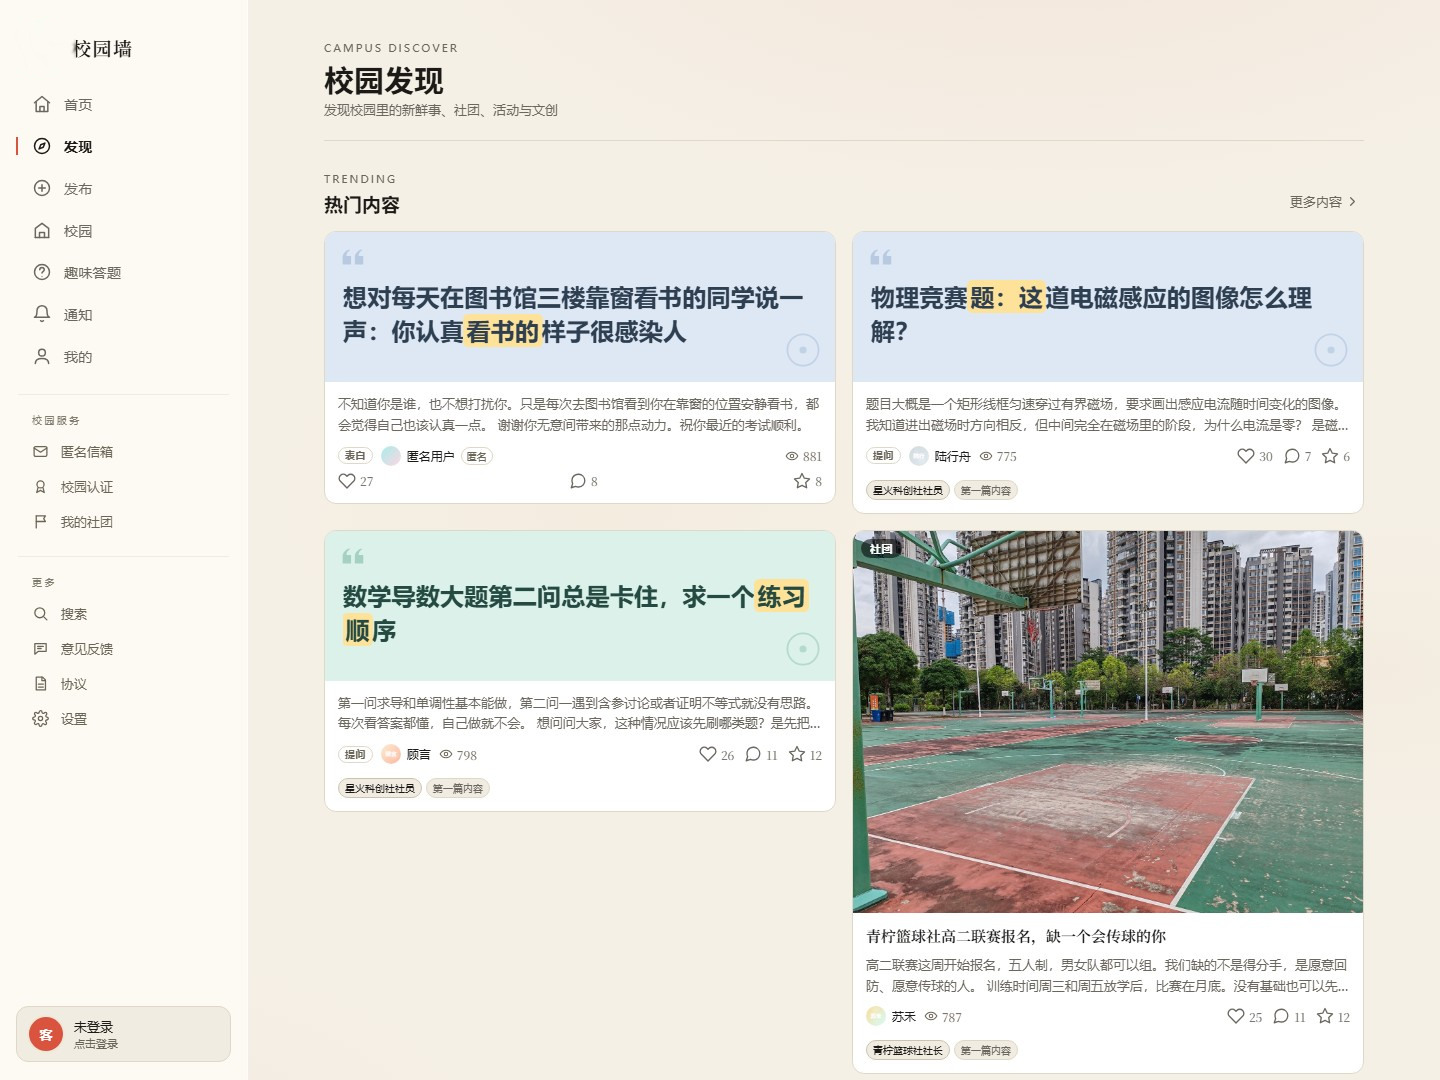 校园墙
首页
发现
发布
校园
趣味答题
通知
我的
校园服务
匿名信箱
校园认证
我的社团
更多
搜索
意见反馈
协议
设置
客
未登录
点击登录
CAMPUS DISCOVER
校园发现
发现校园里的新鲜事、社团、活动与文创
TRENDING
热门内容
更多内容
想对每天在图书馆三楼靠窗看书的同学说一
声：你认真看书的样子很感染人
不知道你是谁，也不想打扰你。只是每次去图书馆看到你在靠窗的位置安静看书，都
会觉得自己也该认真一点。 谢谢你无意间带来的那点动力。祝你最近的考试顺利。
表白 匿名用户 匿名 881
27 8 8
物理竞赛题：这道电磁感应的图像怎么理
解？
题目大概是一个矩形线框匀速穿过有界磁场，要求画出感应电流随时间变化的图像。
我知道进出磁场时方向相反，但中间完全在磁场里的阶段，为什么电流是零？ 是磁...
提问 陆行舟 775 30 7 6
星火科创社社员 第一篇内容
数学导数大题第二问总是卡住，求一个练习
顺序
第一问求导和单调性基本能做，第二问一遇到含参讨论或者证明不等式就没有思路。
每次看答案都懂，自己做就不会。 想问问大家，这种情况应该先刷哪类题？是先把...
提问 顾言 798 26 11 12
星火科创社社员 第一篇内容
社团
青柠篮球社高二联赛报名，缺一个会传球的你
高二联赛这周开始报名，五人制，男女队都可以组。我们缺的不是得分手，是愿意回
防、愿意传球的人。 训练时间周三和周五放学后，比赛在月底。没有基础也可以先...
苏禾 787 25 11 12
青柠篮球社社长 第一篇内容